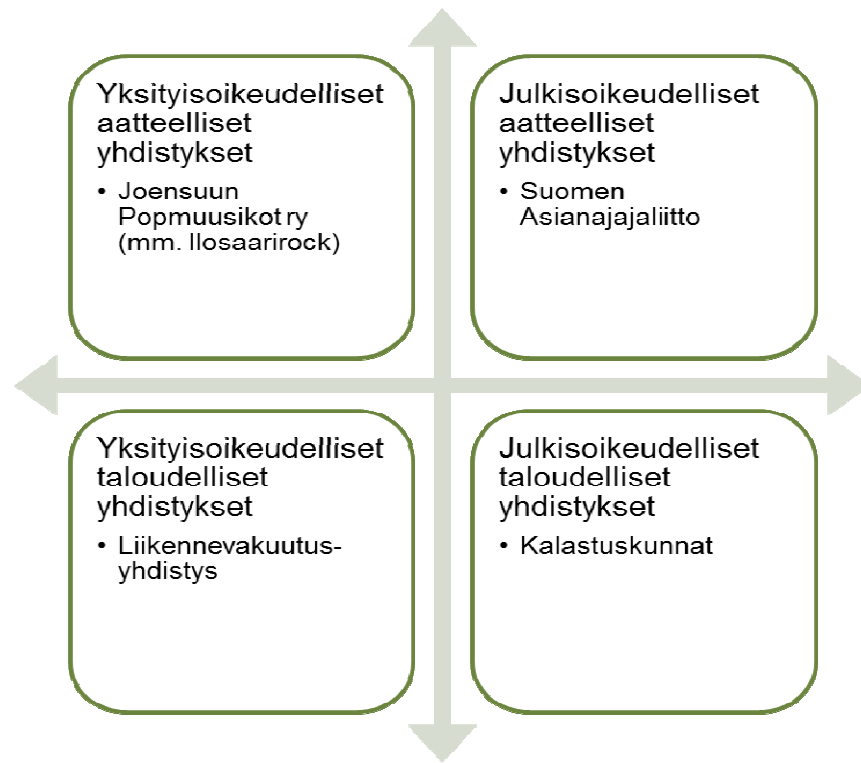 Yksityisoikeudelliset
aatteelliset
yhdistykset
• Joensuun
Popmuusikot ry
(mm. Ilosaarirock)
Julkisoikeudelliset
aatteelliset
yhdistykset
• Suomen
Asianajajaliitto
Yksityisoikeudelliset
taloudelliset
yhdistykset
• Liikennevakuutus-
yhdistys
Julkisoikeudelliset
taloudelliset
yhdistykset
• Kalastuskunnat